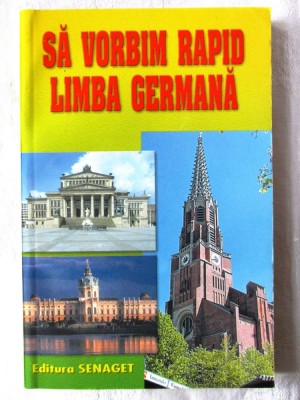 SĂ VORBIM RAPID
LIMBA GERMANĂ
Editura SENAGET